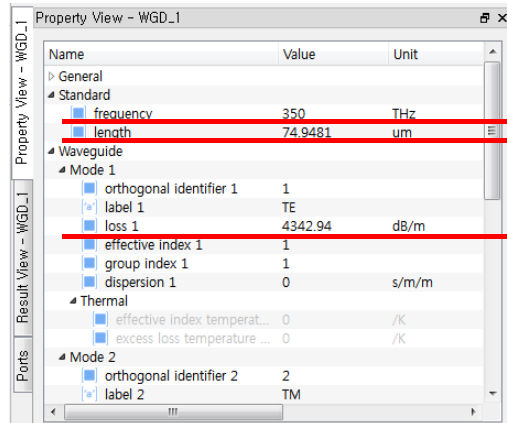 Property View - WGD_1
Property View - WGD_1
Result View - WGD_1
Ports
Name Value Unit
General
Standard
frequency 350 THz
length 74.9481 um
Waveguide
Mode 1
orthogonal identifier 1 1
label 1 TE
loss 1 4342.94 dB/m
effective index 1 1
group index 1 1
dispersion 1 0 s/m/m
Thermal
effective index temperat... 0 /K
excess loss temperature ... 0 /K
Mode 2
orthogonal identifier 2 2
label 2 TM